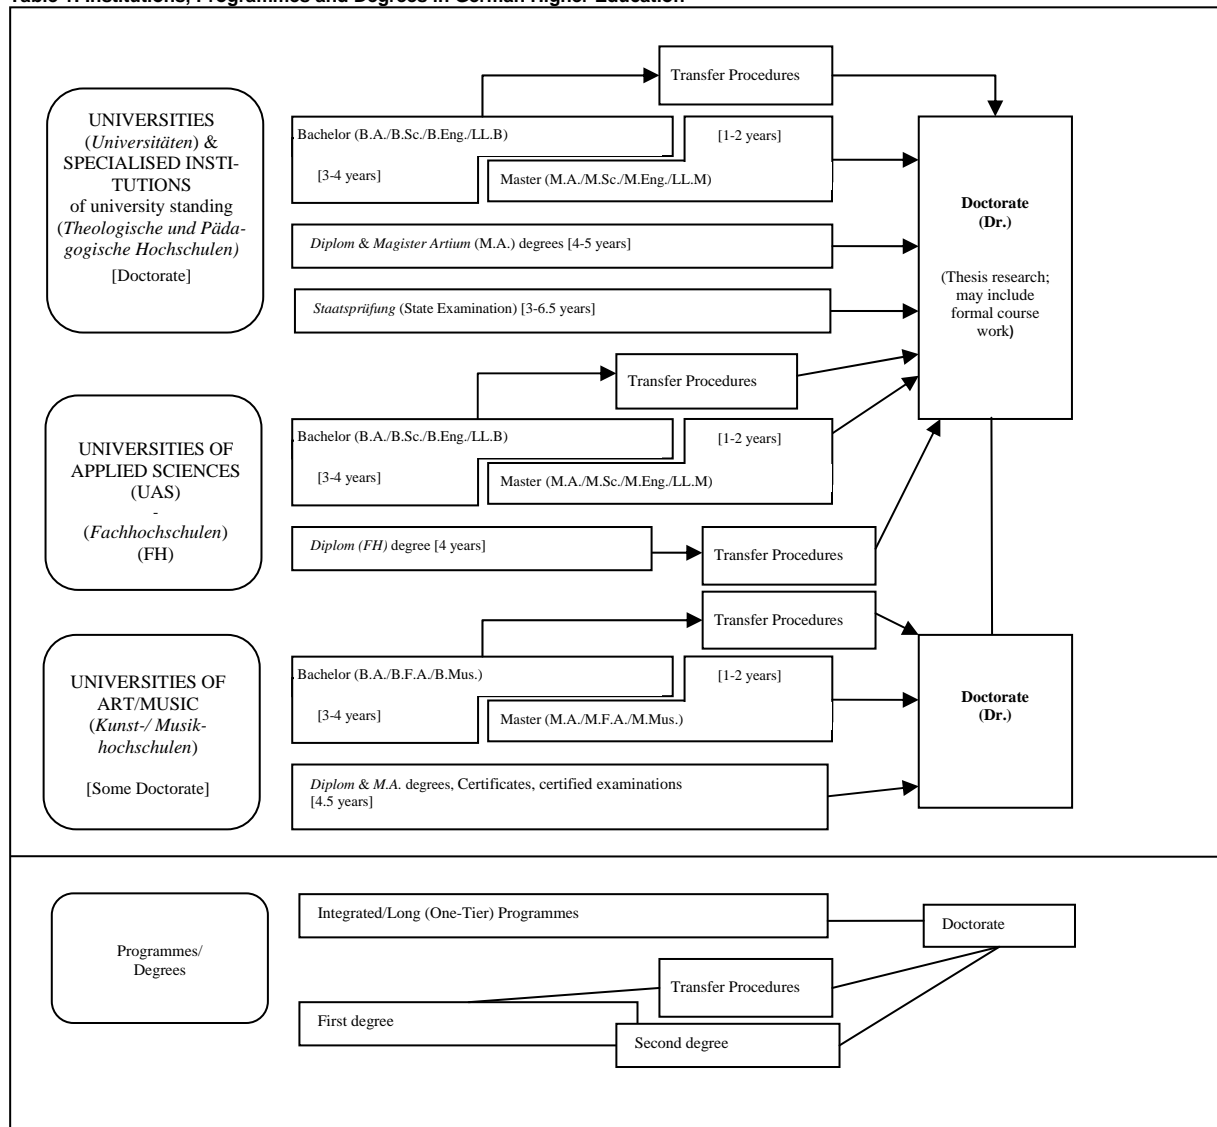 Table 1: Institutions, Programmes and Degrees in German Higher Education
Transfer Procedures
UNIVERSITIES
(Universitäten) &
SPECIALISED INSTI-
TUTIONS
of university standing
(Theologische und Päda-
gogische Hochschulen)
[Doctorate]
Bachelor (B.A./B.Sc./B.Eng./LL.B)
[3-4 years]
[1-2 years]
Master (M.A./M.Sc./M.Eng./LL.M)
Diplom & Magister Artium (M.A.) degrees [4-5 years]
Staatsprüfung (State Examination) [3-6.5 years]
Doctorate
(Dr.)
(Thesis research;
may include
formal course
work)
Transfer Procedures
UNIVERSITIES OF
APPLIED SCIENCES
(UAS)
-
(Fachhochschulen)
(FH)
Bachelor (B.A./B.Sc./B.Eng./LL.B)
[3-4 years]
[1-2 years]
Master (M.A./M.Sc./M.Eng./LL.M)
Diplom (FH) degree [4 years]
Transfer Procedures
Transfer Procedures
UNIVERSITIES OF
ART/MUSIC
(Kunst-/ Musik-
hochschulen)
[Some Doctorate]
Bachelor (B.A./B.F.A./B.Mus.)
[3-4 years]
[1-2 years]
Master (M.A./M.F.A./M.Mus.)
Diplom & M.A. degrees, Certificates, certified examinations
[4.5 years]
Doctorate
(Dr.)
Programmes/
Degrees
Integrated/Long (One-Tier) Programmes
Doctorate
Transfer Procedures
First degree
Second degree